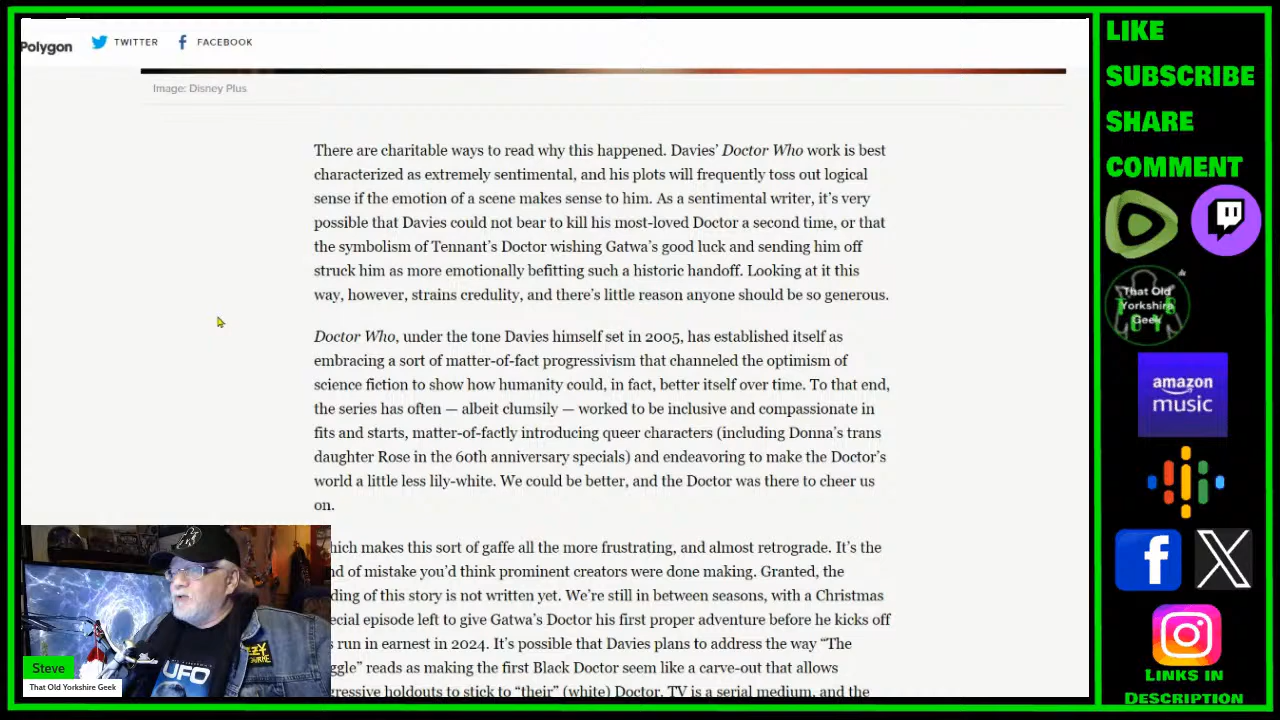 Polygon
TWITTER
FACEBOOK
Image: Disney Plus
There are charitable ways to read why this happened. Davies’ Doctor Who work is best
characterized as extremely sentimental, and his plots will frequently toss out logical
sense if the emotion of a scene makes sense to him. As a sentimental writer, it’s very
possible that Davies could not bear to kill his most-loved Doctor a second time, or that
the symbolism of Tennant’s Doctor wishing Gatwa’s good luck and sending him off
struck him as more emotionally befitting such a historic handoff. Looking at it this
way, however, strains credulity, and there’s little reason anyone should be so generous.
Doctor Who, under the tone Davies himself set in 2005, has established itself as
embracing a sort of matter-of-fact progressivism that channeled the optimism of
science fiction to show how humanity could, in fact, better itself over time. To that end,
the series has often — albeit clumsily — worked to be inclusive and compassionate in
fits and starts, matter-of-factly introducing queer characters (including Donna’s trans
daughter Rose in the 60th anniversary specials) and endeavoring to make the Doctor’s
world a little less lily-white. We could be better, and the Doctor was there to cheer us
on.
hich makes this sort of gaffe all the more frustrating, and almost retrograde. It’s the
nd of mistake you’d think prominent creators were done making. Granted, the
ding of this story is not written yet. We’re still in between seasons, with a Christmas
ecial episode left to give Gatwa’s Doctor his first proper adventure before he kicks off
s run in earnest in 2024. It’s possible that Davies plans to address the way “The
ggle” reads as making the first Black Doctor seem like a carve-out that allows
gressive holdouts to stick to “their” (white) Doctor. TV is a serial medium, and the
UFO
Steve
That Old Yorkshire Geek
LIKE
SUBSCRIBE
SHARE
COMMENT
That Old
Yorkshire
Geek
amazon
music
LINKS IN
DESCRIPTION